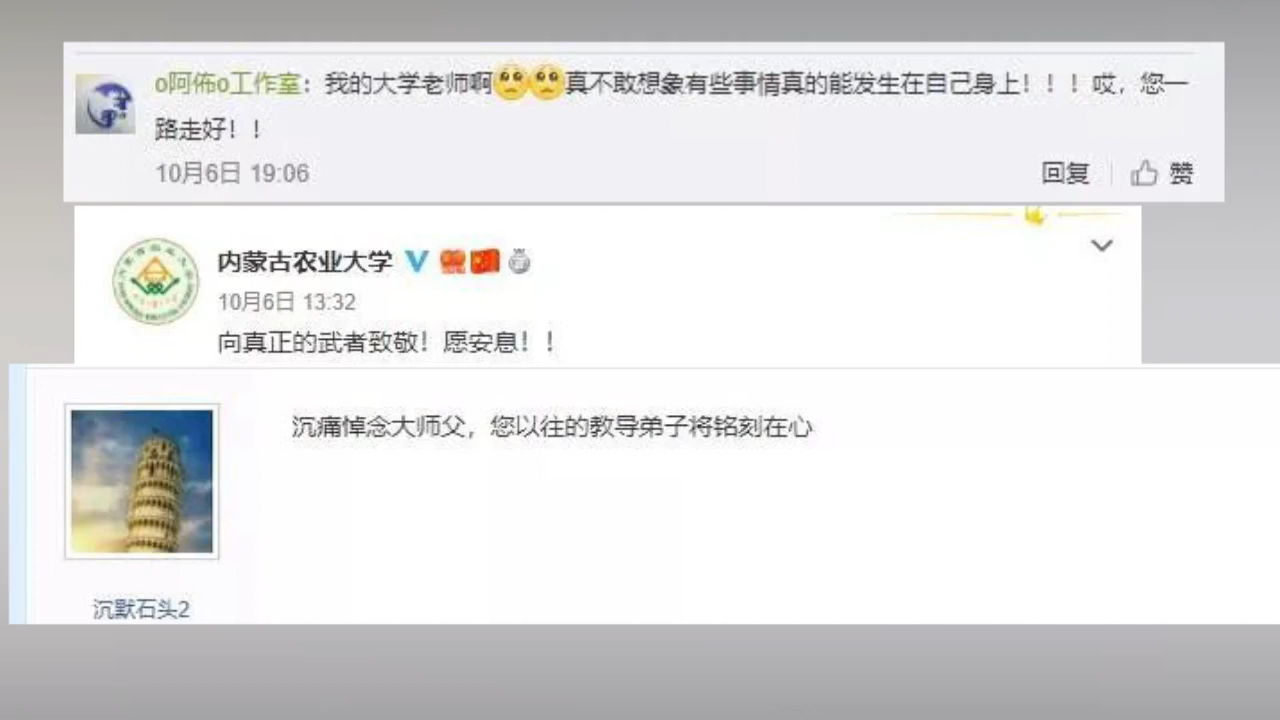 o阿佈o工作室：我的大学老师啊🥺🥺真不敢想象有些事情真的能发生在自己身上！！！哎，您一
路走好！！
10月6日 19:06
回复
赞
内蒙古农业大学
10月6日 13:32
向真正的武者致敬！愿安息！！
沉痛悼念大师父，您以往的教导弟子将铭刻在心
沉默石头2